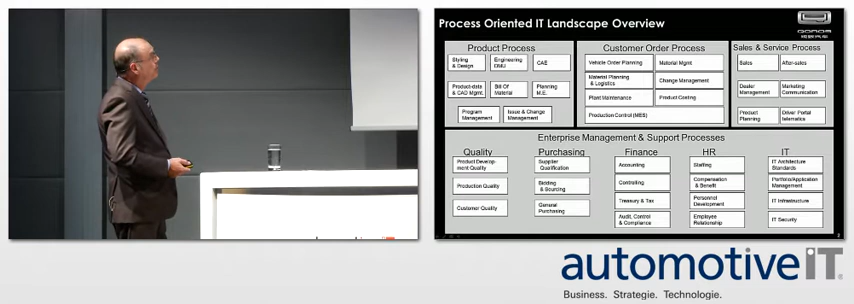 Process Oriented IT Landscape Overview
QOROS
Product Process
Styling
& Design
Engineering
DMU
CAE
Product-data
& CAD Mgmt.
Bill Of
Material
Planning
M.E.
Program
Management
Issue & Change
Management
Customer Order Process
Vehicle Order Planning
Material Mgmt
Material Planning
& Logistics
Change Management
Plant Maintenance
Product Costing
Production Control (MES)
Sales & Service Process
Sales
After-sales
Dealer
Management
Marketing
Communication
Product
Planning
Driver Portal
telematics
Enterprise Management & Support Processes
Quality
Product Develop-
ment Quality
Production Quality
Customer Quality
Purchasing
Supplier
Qualification
Bidding
& Sourcing
General
Purchasing
Finance
Accounting
Controlling
Treasury & Tax
Audit, Control
& Compliance
HR
Staffing
Compensation
& Benefit
Personnel
Development
Employee
Relationship
IT
IT Architecture
Standards
Portfolio/Application
Management
IT Infrastructure
IT Security
automotiveIT
Business. Strategie. Technologie.